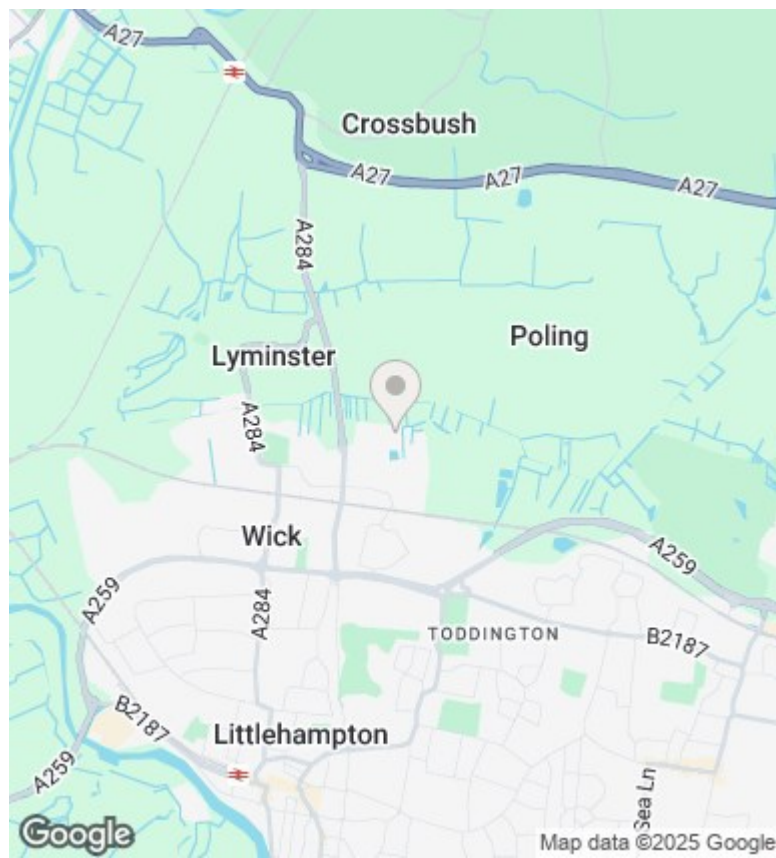 A27
Crossbush
A27
A27
A27
A284
Poling
Lyminster
A284
Wick
A259
A259
A284
TODDINGTON
B2187
B2187
Littlehampton
A259
Sea Ln
Google
Map data ©2025 Google